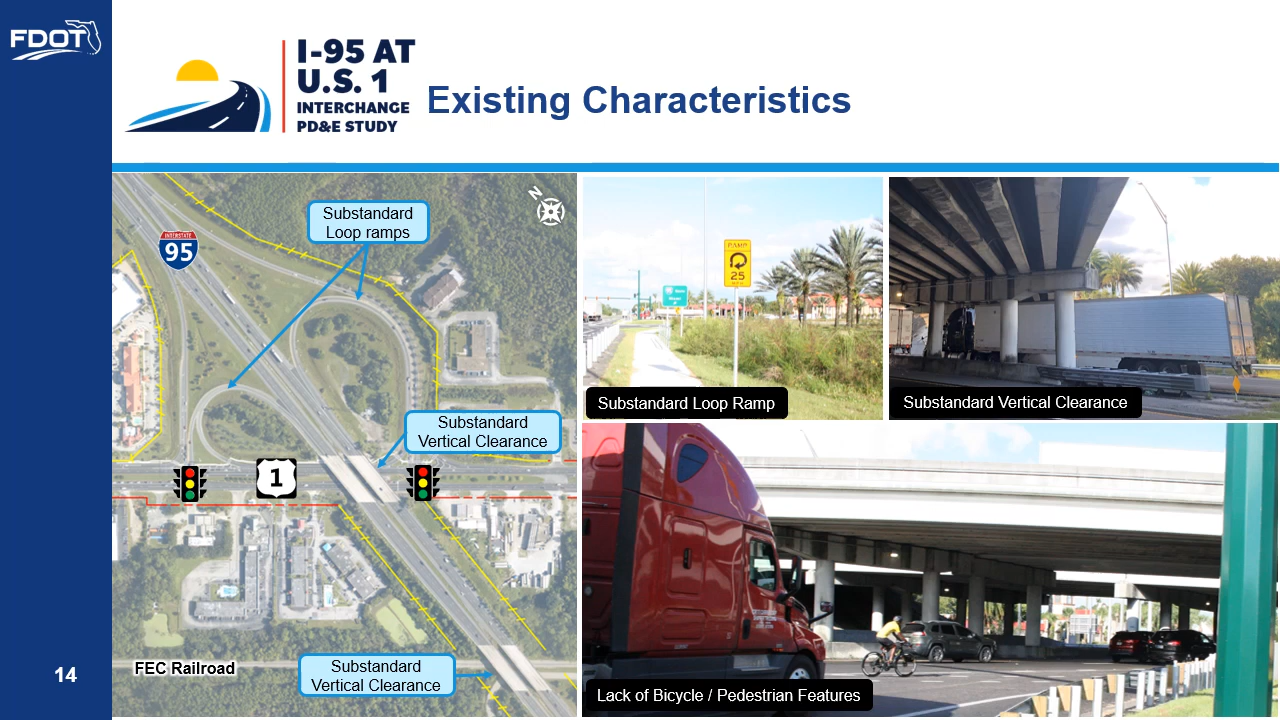 FDOT
I-95 AT
U.S. 1
INTERCHANGE
PD&E STUDY
Existing Characteristics
Substandard
Loop ramps
N
INTERSTATE
95
Substandard
Vertical Clearance
1
FEC Railroad
Substandard
Vertical Clearance
RAMP
25
Substandard Loop Ramp
Substandard Vertical Clearance
Lack of Bicycle / Pedestrian Features
14